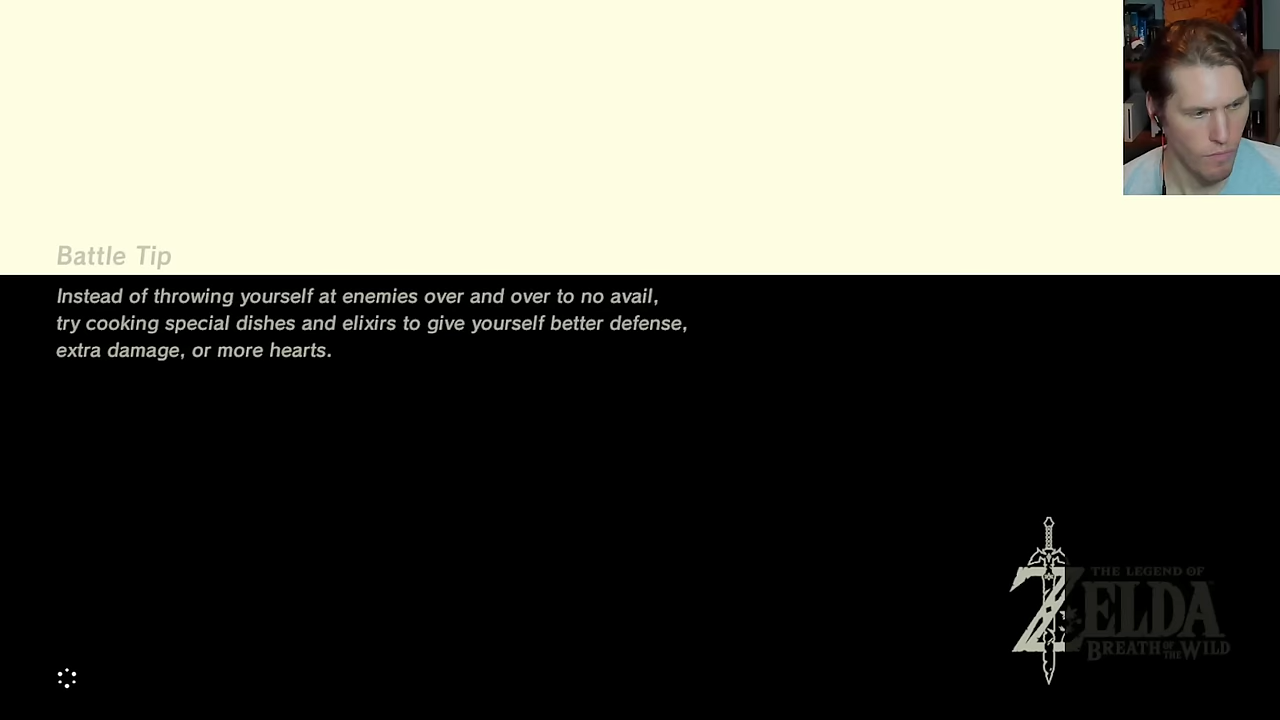 Battle Tip
Instead of throwing yourself at enemies over and over to no avail,
try cooking special dishes and elixirs to give yourself better defense,
extra damage, or more hearts.
THE LEGEND OF
ZELDA
BREATH OF THE WILD